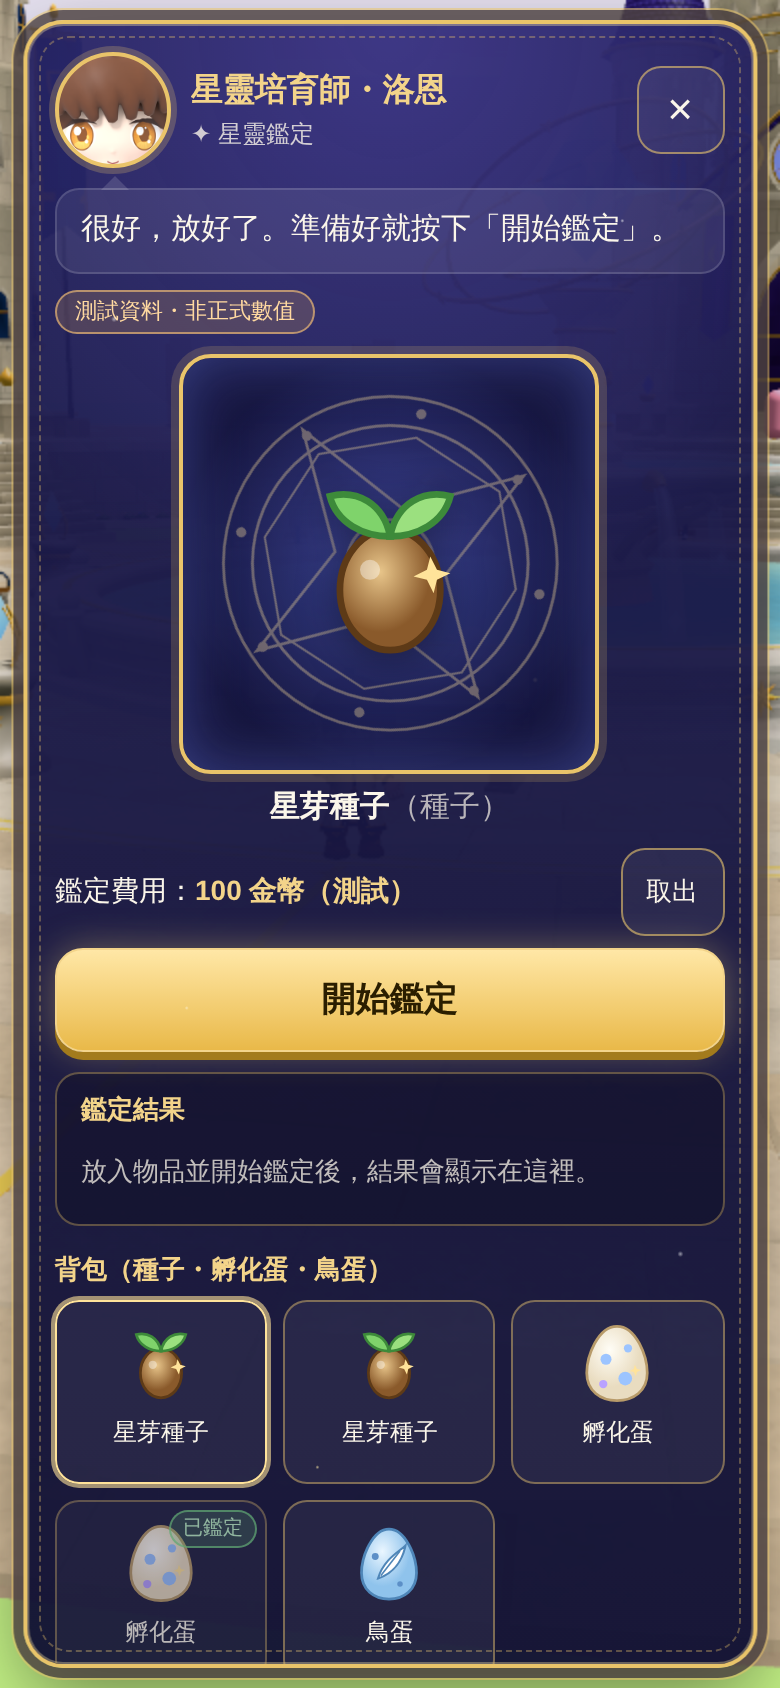 星靈培育師・洛恩
✦ 星靈鑑定
×
很好，放好了。準備好就按下「開始鑑定」。
測試資料・非正式數值
星芽種子（種子）
鑑定費用：100 金幣（測試）
取出
開始鑑定
鑑定結果
放入物品並開始鑑定後，結果會顯示在這裡。
背包（種子・孵化蛋・鳥蛋）
星芽種子
星芽種子
孵化蛋
已鑑定
孵化蛋
鳥蛋